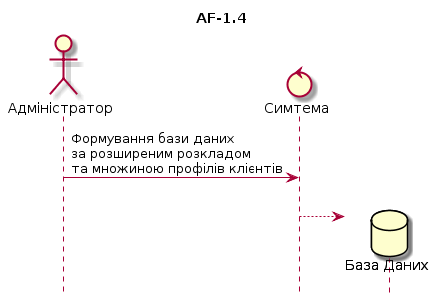 AF-1.4
Адміністратор
Симтема
Формування бази даних
за розширеним розкладом
та множиною профілів клієнтів
База Даних